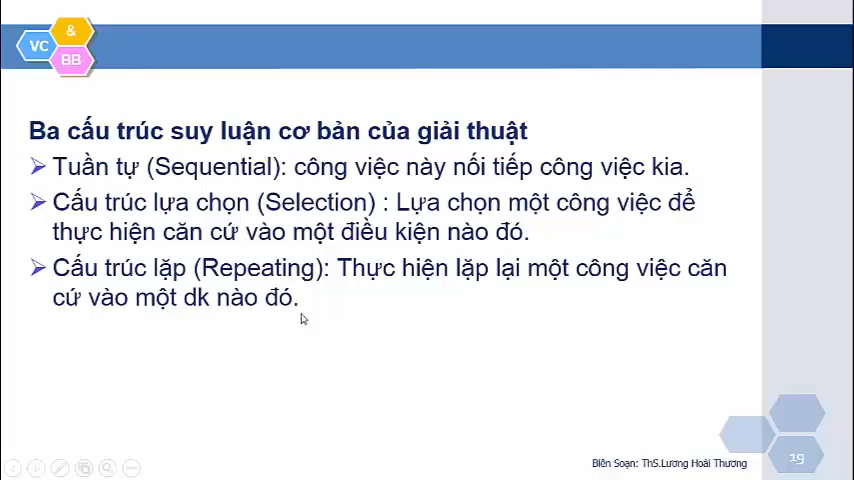 &
VC
BB
Ba cấu trúc suy luận cơ bản của giải thuật
Tuần tự (Sequential): công việc này nối tiếp công việc kia.
Cấu trúc lựa chọn (Selection) : Lựa chọn một công việc để
thực hiện căn cứ vào một điều kiện nào đó.
Cấu trúc lặp (Repeating): Thực hiện lặp lại một công việc căn
cứ vào một dk nào đó.
Biên Soạn: ThS.Lương Hoài Thương
19